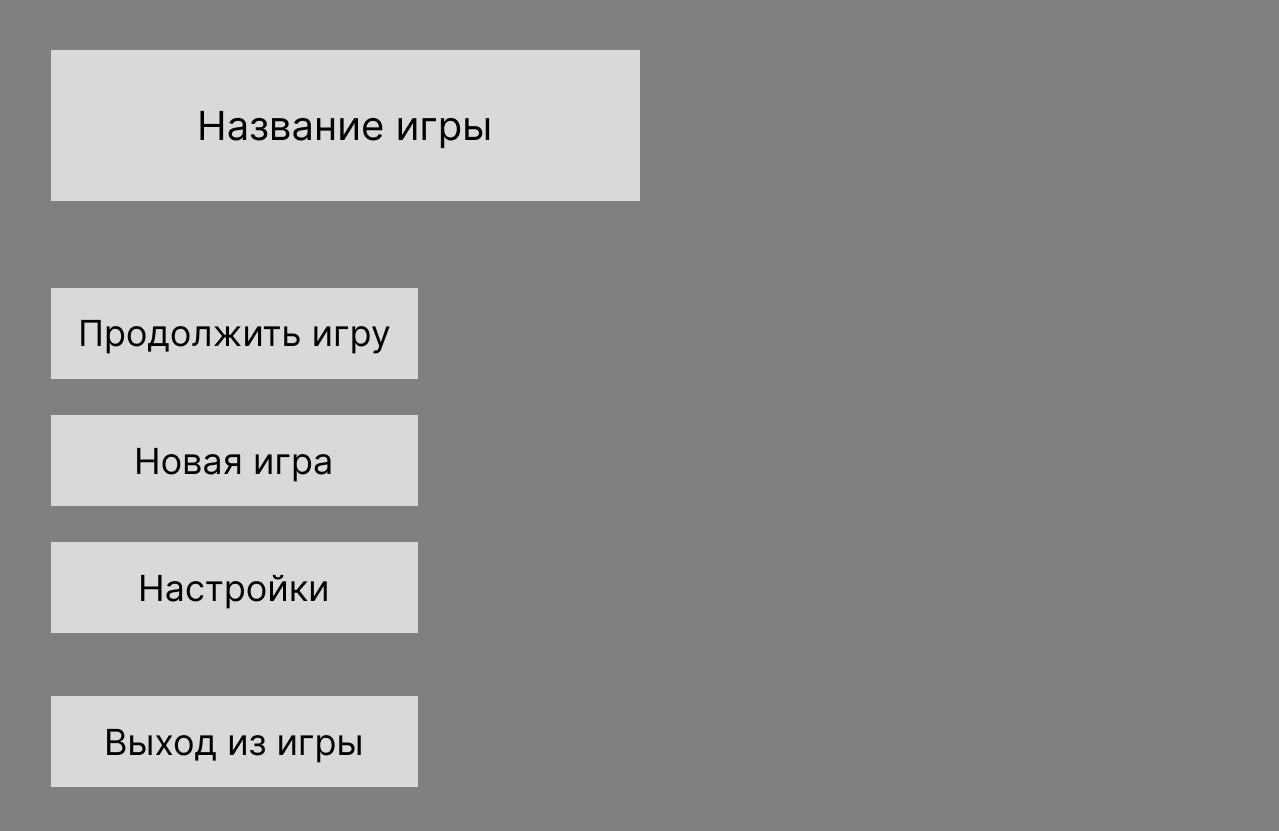 Название игры
Продолжить игру
Новая игра
Настройки
Выход из игры